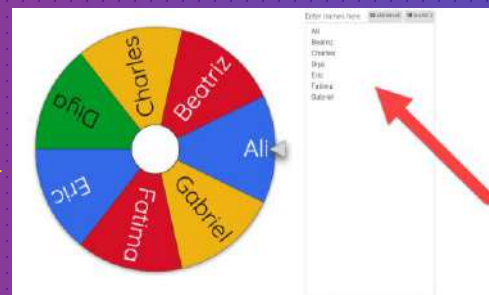 Charles
Beatriz
Diya
Ali
Eric
Gabriel
Fatima
Enter names here
Ali
Beatriz
Charles
Diya
Eric
Fatima
Gabriel